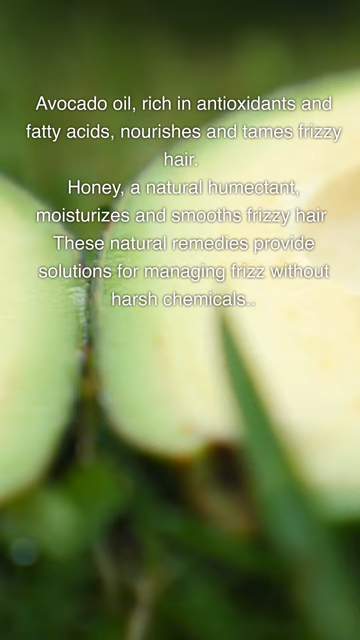 Avocado oil, rich in antioxidants and
fatty acids, nourishes and tames frizzy
hair.
Honey, a natural humectant,
moisturizes and smooths frizzy hair
These natural remedies provide
solutions for managing frizz without
harsh chemicals..